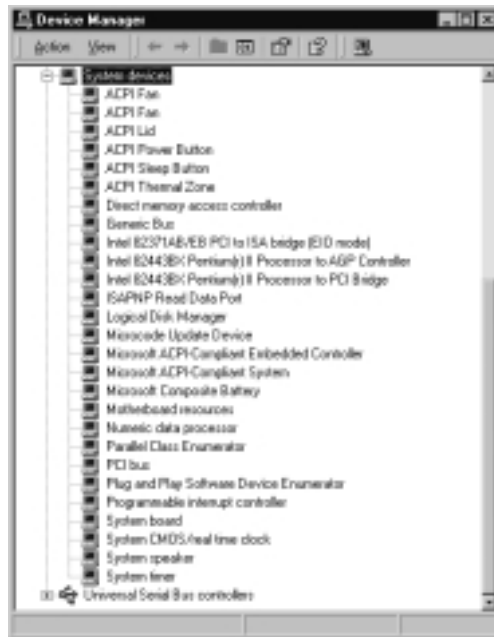 Device Manager
Action View
System devices
ACPI Fan
ACPI Fan
ACPI Lid
ACPI Power Button
ACPI Sleep Button
ACPI Thermal Zone
Direct memory access controller
Generic Bus
Intel 82371AB/EB PCI to ISA bridge (EIO mode)
Intel 82443BX Pentium(r) II Processor to AGP Controller
Intel 82443BX Pentium(r) II Processor to PCI Bridge
ISAPNP Read Data Port
Logical Disk Manager
Microcode Update Device
Microsoft ACPI-Compliant Embedded Controller
Microsoft ACPI-Compliant System
Microsoft Composite Battery
Motherboard resources
Numeric data processor
Parallel Class Enumerator
PCI bus
Plug and Play Software Device Enumerator
Programmable interrupt controller
System board
System CMOS/real time clock
System speaker
System timer
Universal Serial Bus controllers